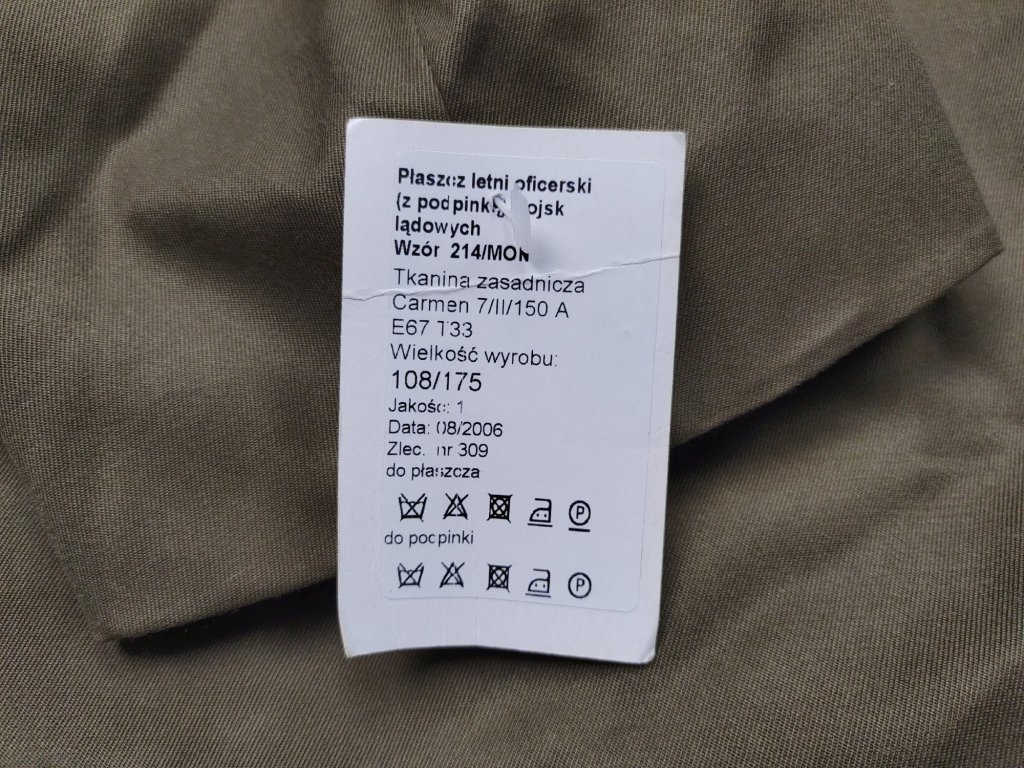 Płaszcz letni oficerski
(z podpinką)
lądowych
Wzór 214/MON
Tkanina zasadnicza
Carmen 7/II/150 A
E67 T33
Wielkość wyrobu:
108/175
Jakość: 1
Data: 08/2006
Zlec. nr 309
do płaszcza
P
do podpinki
P